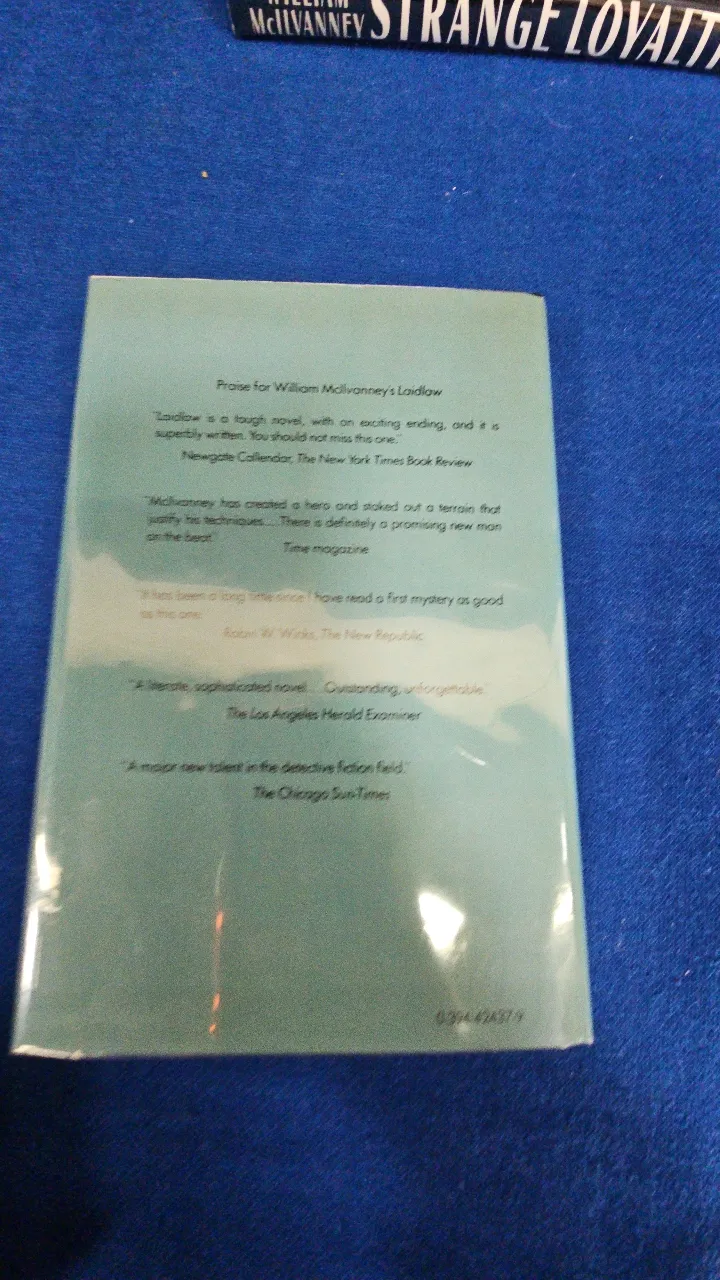 WILLIAM
McILVANNEY STRANGE LOYALTI
Praise for William McIlvanney's Laidlaw
"Laidlaw is a tough novel, with an exciting ending, and it is
superbly written. You should not miss this one."
Newgate Callendar, The New York Times Book Review
"McIlvanney has created a hero and staked out a terrain that
justify his techniques.... There is definitely a promising new man
on the beat."
Time magazine
"It has been a long time since I have read a first mystery as good
as this one."
Robin W. Winks, The New Republic
"A literate, sophisticated novel.... Outstanding, unforgettable."
The Los Angeles Herald Examiner
"A major new talent in the detective fiction field."
The Chicago Sun-Times
0-394-42437-9